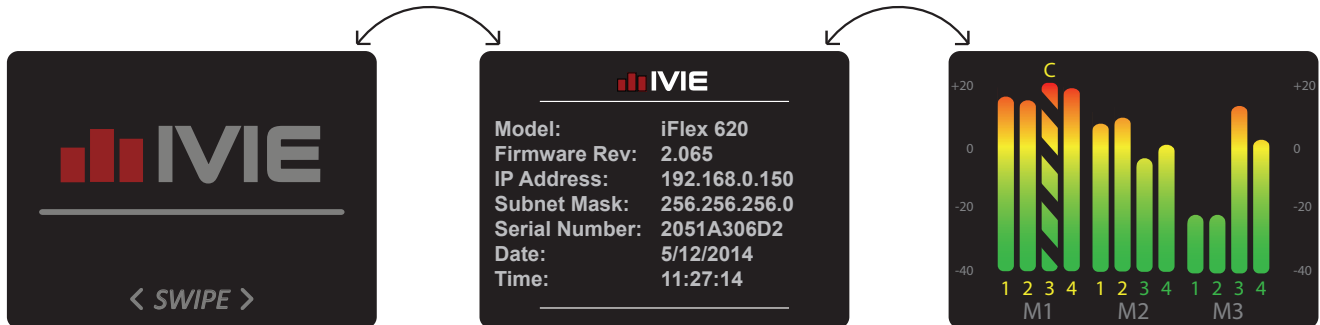 IVIE
< SWIPE >
IVIE
Model: iFlex 620
Firmware Rev: 2.065
IP Address: 192.168.0.150
Subnet Mask: 256.256.256.0
Serial Number: 2051A306D2
Date: 5/12/2014
Time: 11:27:14
C
+20 +20
0 0
-20 -20
-40 -40
1 2 3 4 1 2 3 4 1 2 3 4
M1 M2 M3